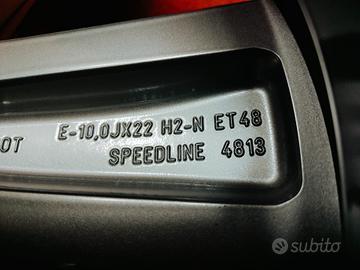 OT E-10,0JX22 H2-N ET48
SPEEDLINE 4813
subito